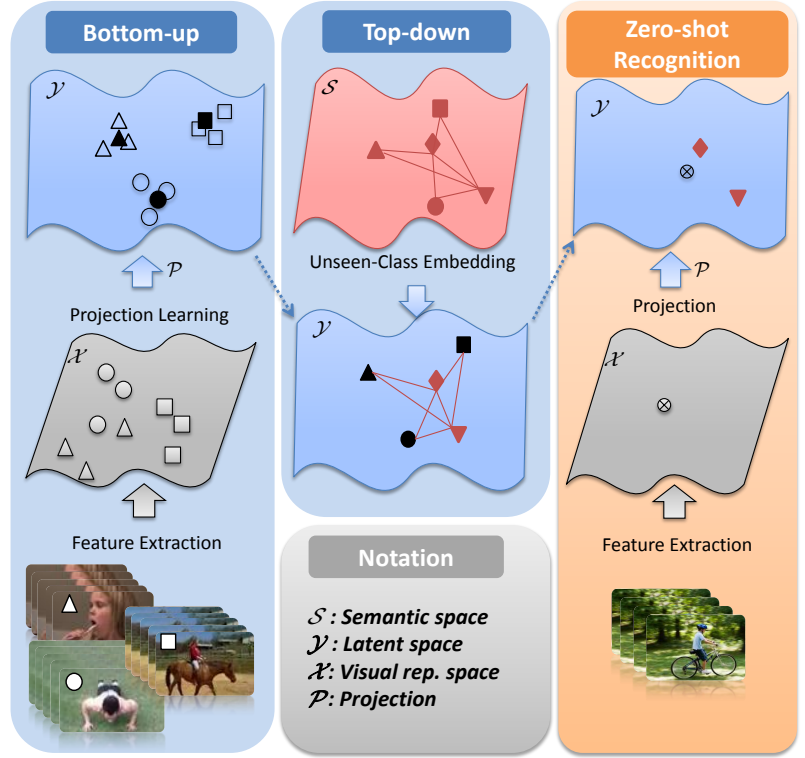 Bottom-up
𝒴
𝒫
Projection Learning
𝒳
Feature Extraction
Top-down
𝒮
Unseen-Class Embedding
𝒴
Notation
𝒮 : Semantic space
𝒴 : Latent space
𝒳: Visual rep. space
𝒫: Projection
Zero-shot
Recognition
𝒴
𝒫
Projection
𝒳
Feature Extraction